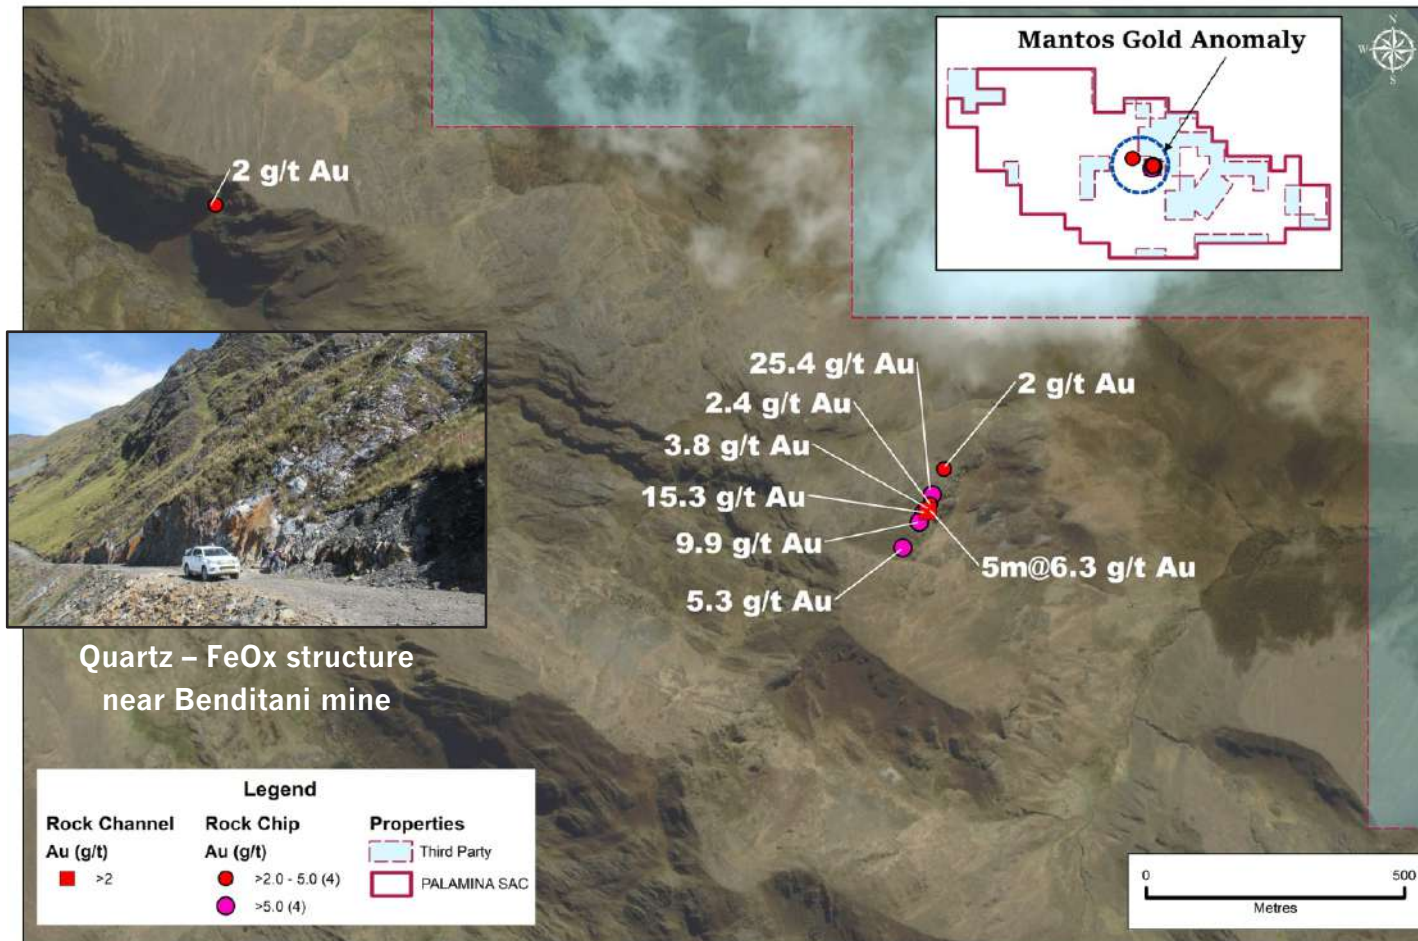 Mantos Gold Anomaly
N
W
S
2 g/t Au
25.4 g/t Au
2 g/t Au
2.4 g/t Au
3.8 g/t Au
15.3 g/t Au
9.9 g/t Au
5m@6.3 g/t Au
5.3 g/t Au
Quartz – FeOx structure
near Benditani mine
Legend
Rock Channel
Au (g/t)
>2
Rock Chip
Au (g/t)
>2.0 - 5.0 (4)
>5.0 (4)
Properties
Third Party
PALAMINA SAC
0 500
Metres